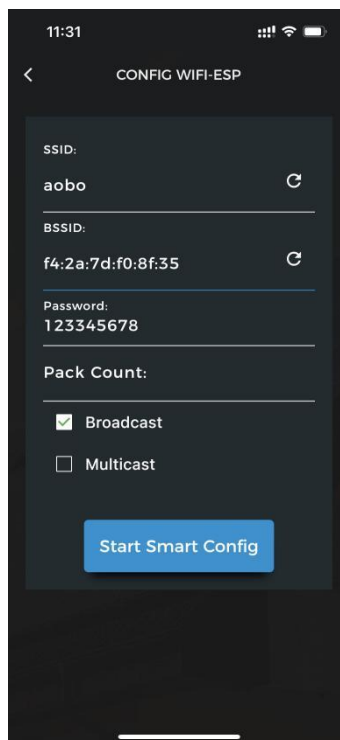 11:31
CONFIG WIFI-ESP
SSID:
aobo
BSSID:
f4:2a:7d:f0:8f:35
Password:
123345678
Pack Count:
Broadcast
Multicast
Start Smart Config